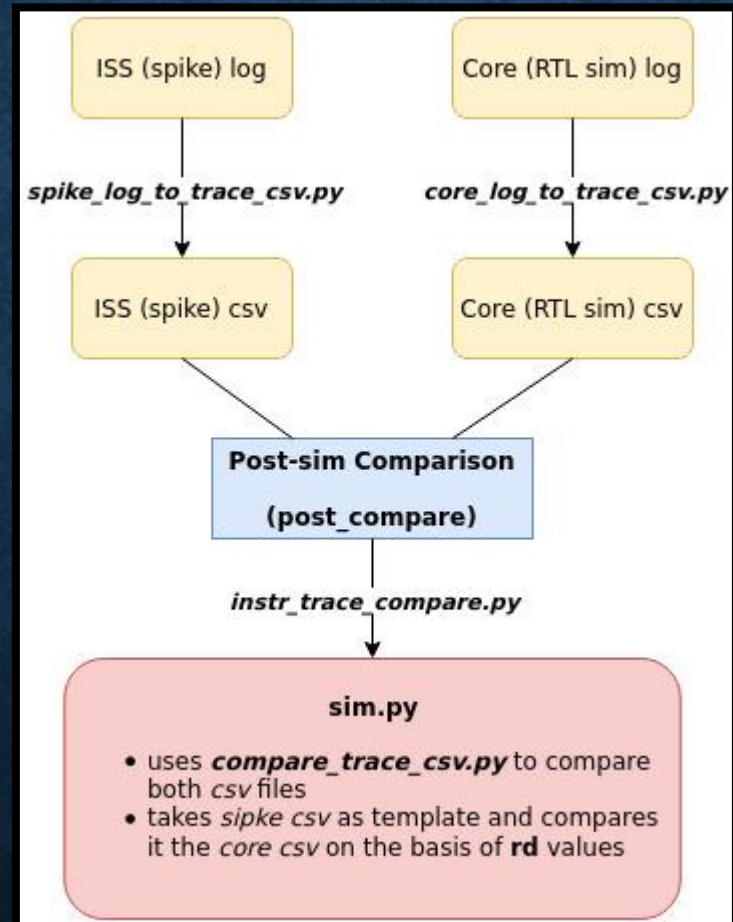 ISS (spike) log
Core (RTL sim) log
spike_log_to_trace_csv.py
core_log_to_trace_csv.py
ISS (spike) csv
Core (RTL sim) csv
Post-sim Comparison
(post_compare)
instr_trace_compare.py
sim.py
• uses compare_trace_csv.py to compare
both csv files
• takes sipke csv as template and compares
it the core csv on the basis of rd values